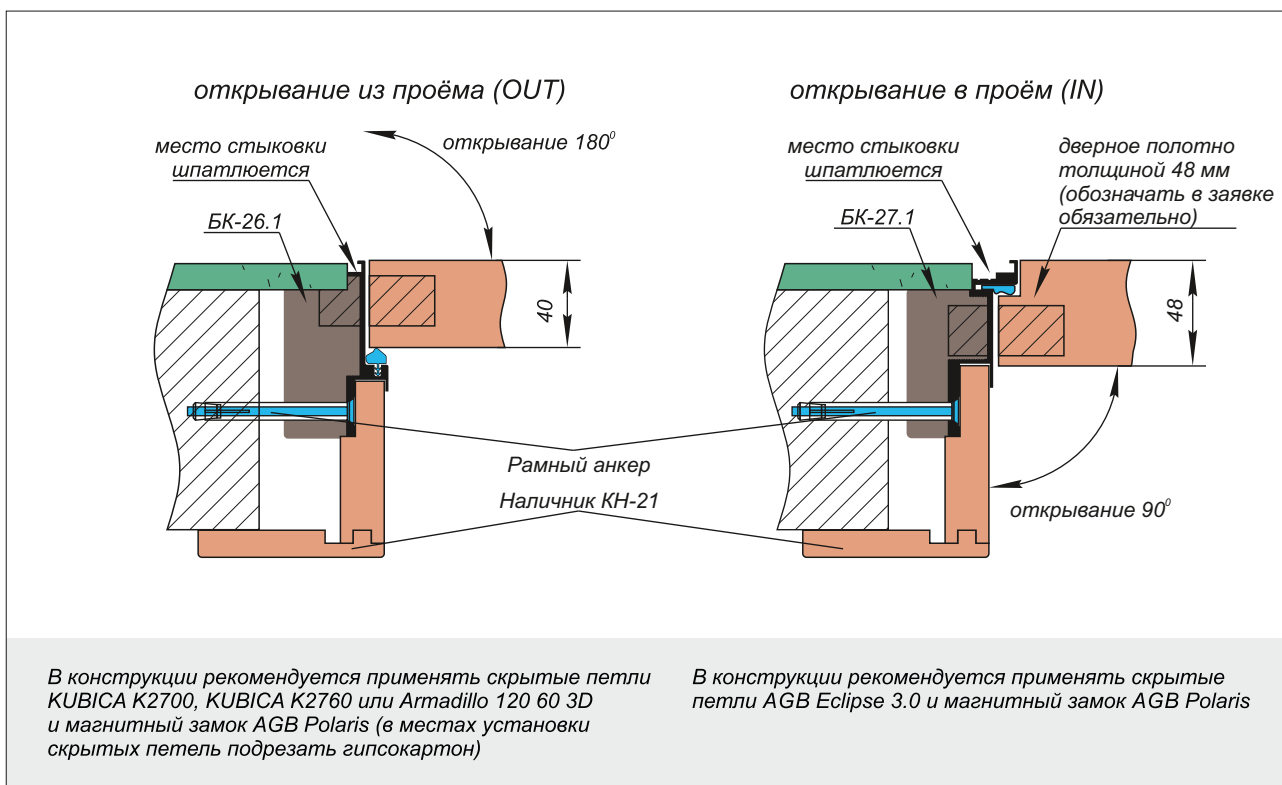 открывание из проёма (OUT)
место стыковки
шпатлюется
открывание 180⁰
БК-26.1
40
открывание в проём (IN)
место стыковки
шпатлюется
дверное полотно
толщиной 48 мм
(обозначать в заявке
обязательно)
БК-27.1
48
Рамный анкер
Наличник КН-21
открывание 90⁰
В конструкции рекомендуется применять скрытые петли
KUBICA K2700, KUBICA K2760 или Armadillo 120 60 3D
и магнитный замок AGB Polaris (в местах установки
скрытых петель подрезать гипсокартон)
В конструкции рекомендуется применять скрытые
петли AGB Eclipse 3.0 и магнитный замок AGB Polaris